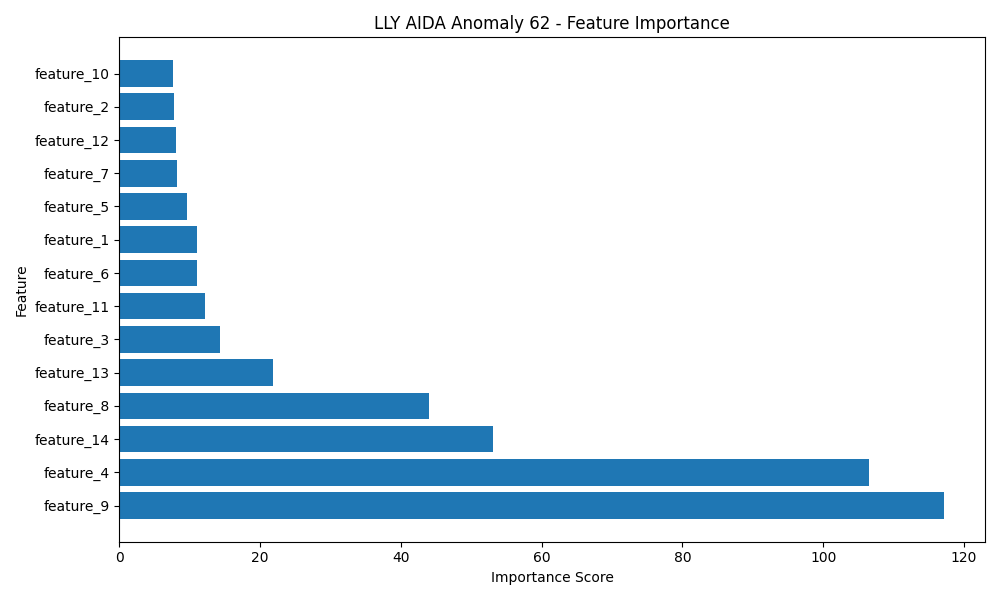 LLY AIDA Anomaly 62 - Feature Importance
feature_10
feature_2
feature_12
feature_7
feature_5
feature_1
feature_6
feature_11
feature_3
feature_13
feature_8
feature_14
feature_4
feature_9
Feature
0 20 40 60 80 100 120
Importance Score